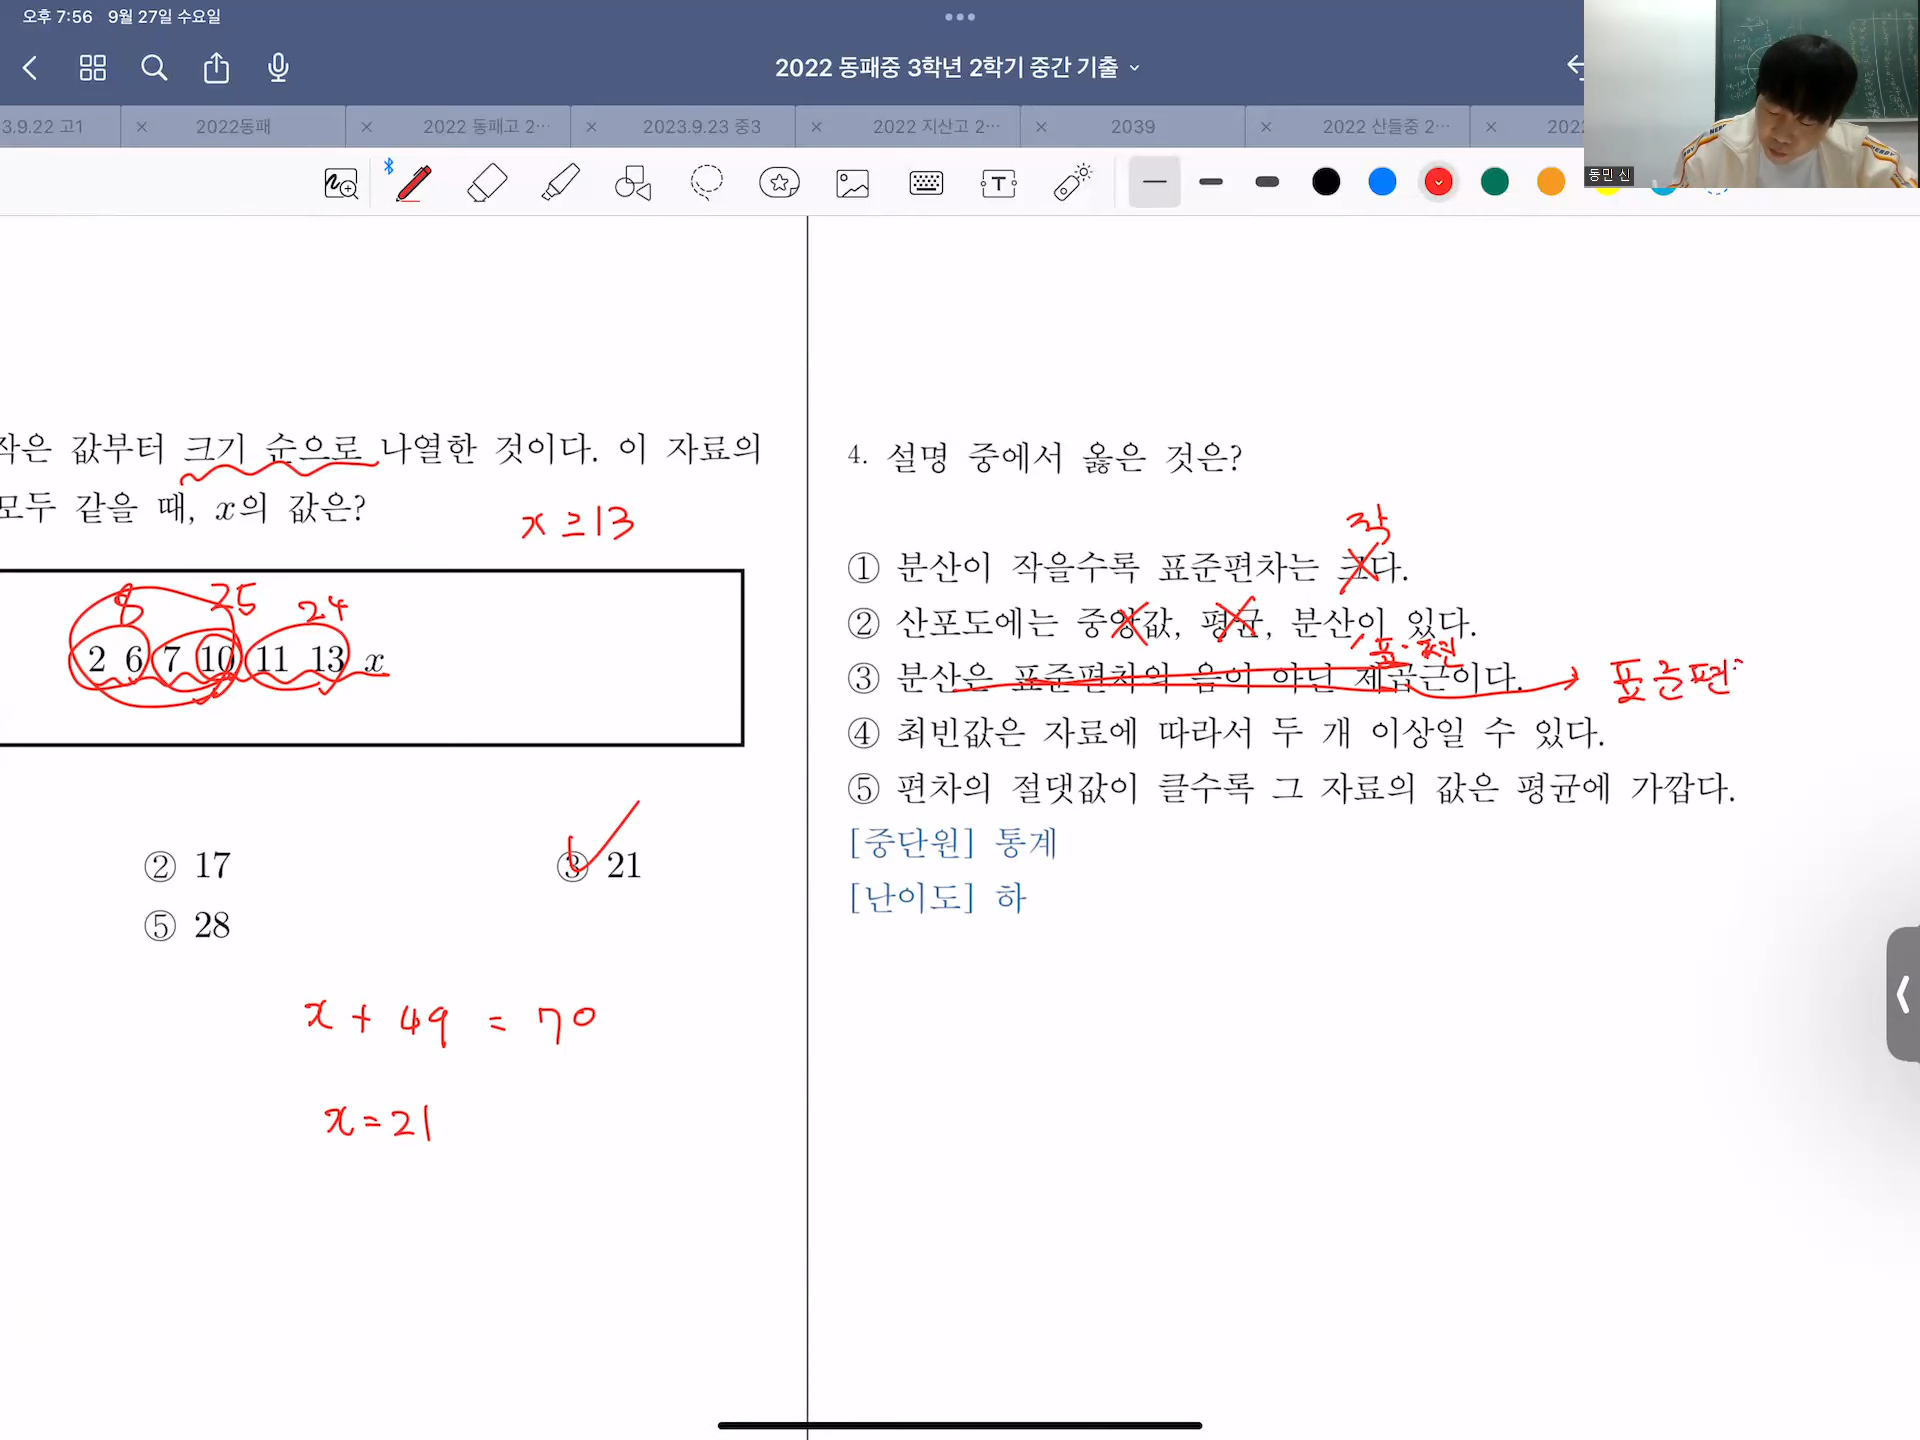 오후 7:56 9월 27일 수요일
2022 동패중 3학년 2학기 중간 기출
3.9.22 고1
2022동패
2022 동패고 2…
2023.9.23 중3
2022 지산고 2…
2039
2022 산들중 2…
202
동민 신
작은 값부터 크기 순으로 나열한 것이다. 이 자료의
모두 같을 때, x의 값은?
x ≥ 13
8 25 24
2 6 7 10 11 13 x
② 17
③ 21
⑤ 28
x + 49 = 70
x = 21
4. 설명 중에서 옳은 것은?
작
① 분산이 작을수록 표준편차는 크다.
② 산포도에는 중앙값, 평균, 분산이 있다.
표·편
③ 분산은 표준편차의 음이 아닌 제곱근이다. → 표준편
④ 최빈값은 자료에 따라서 두 개 이상일 수 있다.
⑤ 편차의 절댓값이 클수록 그 자료의 값은 평균에 가깝다.
[중단원] 통계
[난이도] 하